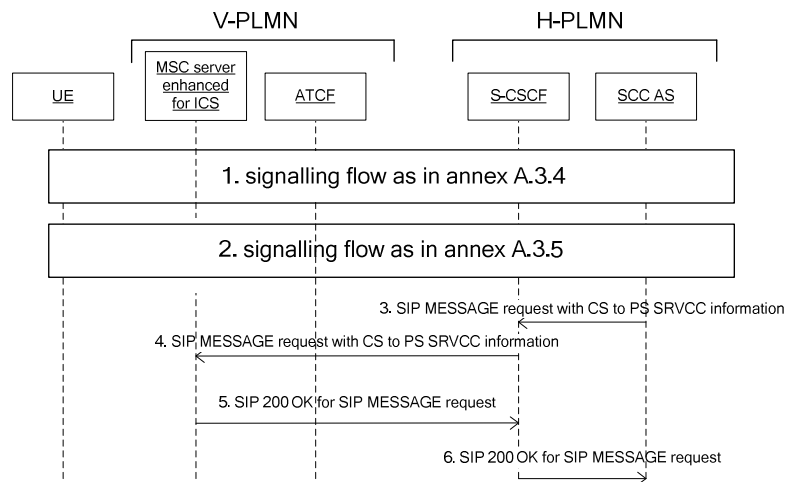 V-PLMN
H-PLMN
UE
MSC server
enhanced
for ICS
ATCF
S-CSCF
SCC AS
1. signalling flow as in annex A.3.4
2. signalling flow as in annex A.3.5
3. SIP MESSAGE request with CS to PS SRVCC information
4. SIP MESSAGE request with CS to PS SRVCC information
5. SIP 200 OK for SIP MESSAGE request
6. SIP 200 OK for SIP MESSAGE request